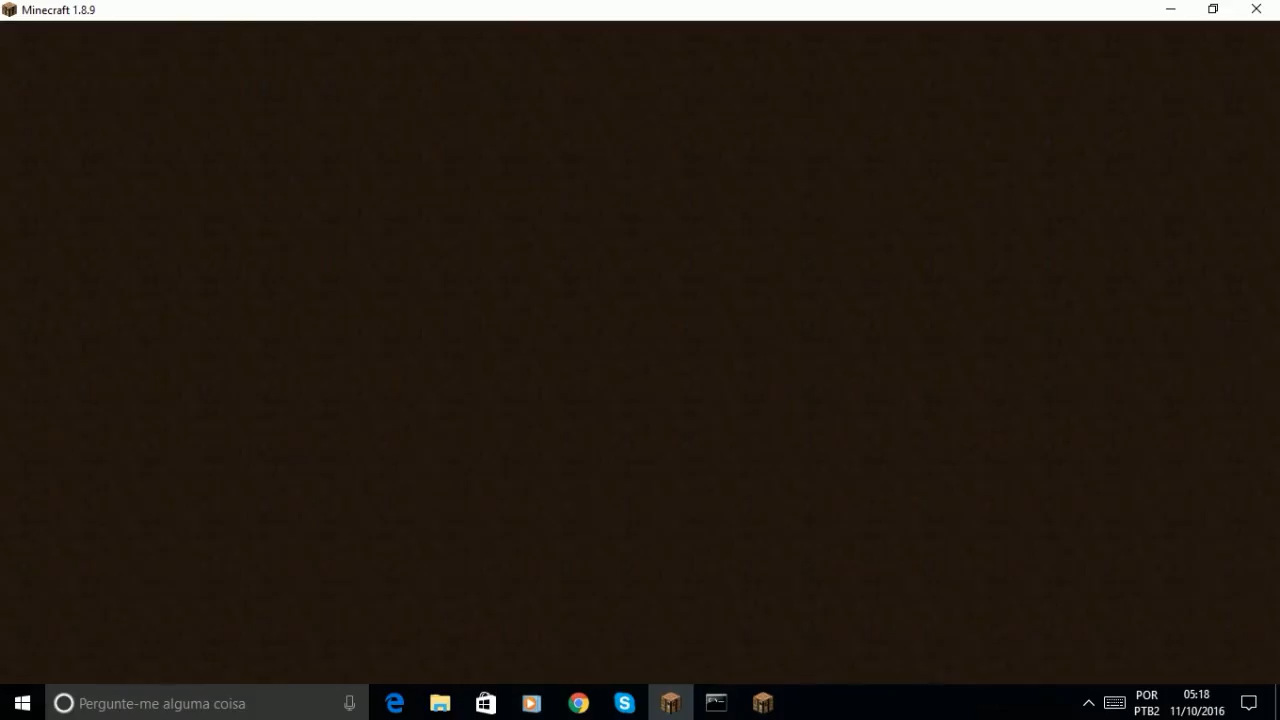 Minecraft 1.8.9
Pergunte-me alguma coisa
POR
PTB2
05:18
11/10/2016